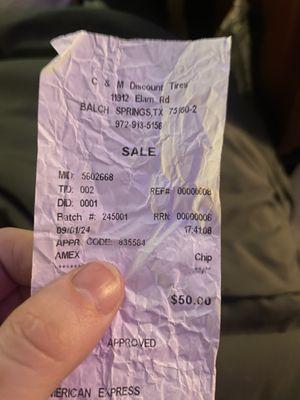 C & M Discount Tires
11912 Elam Rd
BALCH SPRINGS, TX 75180-2
972-913-5156
SALE
MID: 5602668
TID: 002 REF#: 00000006
DID: 0001
Batch #: 245001 RRN: 00000006
09/01/24 17:41:08
APPR CODE: 835584
AMEX Chip
$50.00
APPROVED
MERICAN EXPRESS